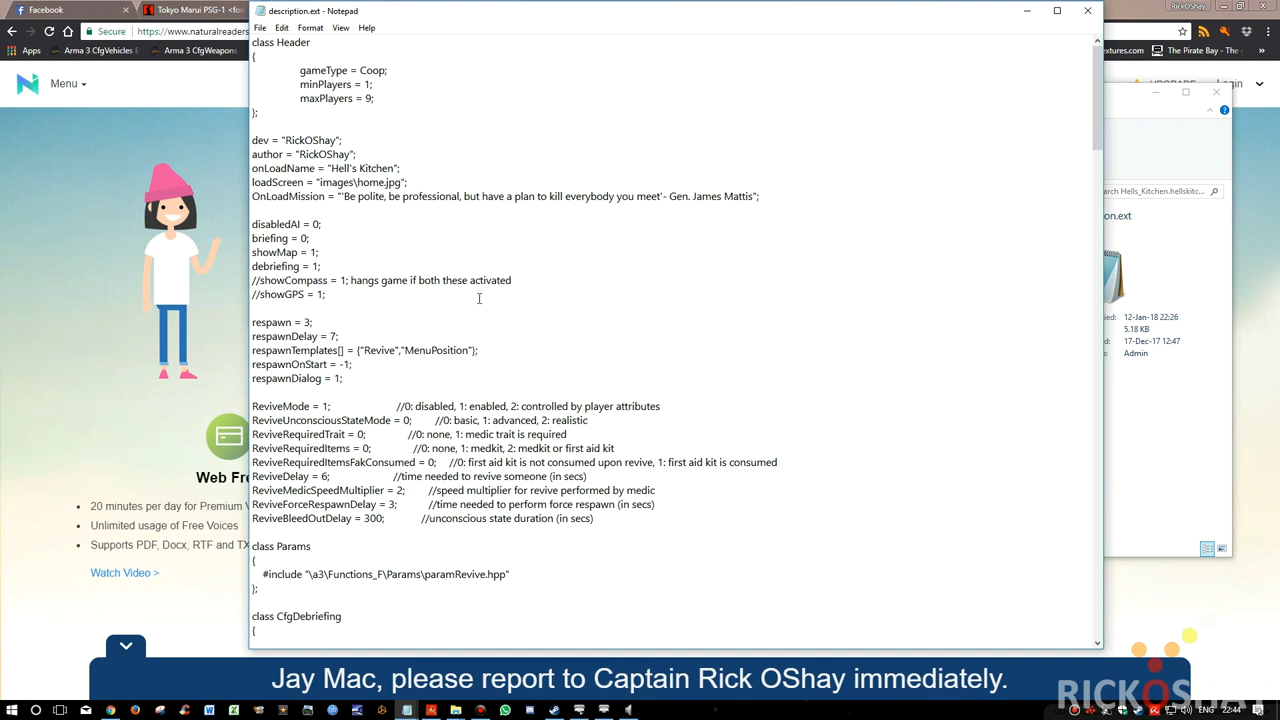 Facebook
Tokyo Marui PSG-1
RickOShay
Secure
https://www.naturalreaders
Apps
Arma 3 CfgVehicles
Arma 3 CfgWeapons
The Pirate Bay -
Menu
description.ext - Notepad
File Edit Format View Help
class Header
{
gameType = Coop;
minPlayers = 1;
maxPlayers = 9;
};
dev = "RickOShay";
author = "RickOShay";
onLoadName = "Hell's Kitchen";
loadScreen = "images\home.jpg";
OnLoadMission = "'Be polite, be professional, but have a plan to kill everybody you meet'- Gen. James Mattis";
disabledAI = 0;
briefing = 0;
showMap = 1;
debriefing = 1;
//showCompass = 1; hangs game if both these activated
//showGPS = 1;
respawn = 3;
respawnDelay = 7;
respawnTemplates[] = {"Revive","MenuPosition"};
respawnOnStart = -1;
respawnDialog = 1;
ReviveMode = 1; //0: disabled, 1: enabled, 2: controlled by player attributes
ReviveUnconsciousStateMode = 0; //0: basic, 1: advanced, 2: realistic
ReviveRequiredTrait = 0; //0: none, 1: medic trait is required
ReviveRequiredItems = 0; //0: none, 1: medkit, 2: medkit or first aid kit
ReviveRequiredItemsFakConsumed = 0; //0: first aid kit is not consumed upon revive, 1: first aid kit is consumed
ReviveDelay = 6; //time needed to revive someone (in secs)
ReviveMedicSpeedMultiplier = 2; //speed multiplier for revive performed by medic
ReviveForceRespawnDelay = 3; //time needed to perform force respawn (in secs)
ReviveBleedOutDelay = 300; //unconscious state duration (in secs)
class Params
{
#include "\a3\Functions_F\Params\paramRevive.hpp"
};
class CfgDebriefing
{
arch Hells_Kitchen.hellskitc...
on.ext
12-Jan-18 22:26
5.18 KB
17-Dec-17 12:47
Admin
Web Fre
20 minutes per day for Premium V
Unlimited usage of Free Voices
Supports PDF, Docx, RTF and TX
Watch Video >
Jay Mac, please report to Captain Rick OShay immediately.
RICKOSHAY
ENG 22:44